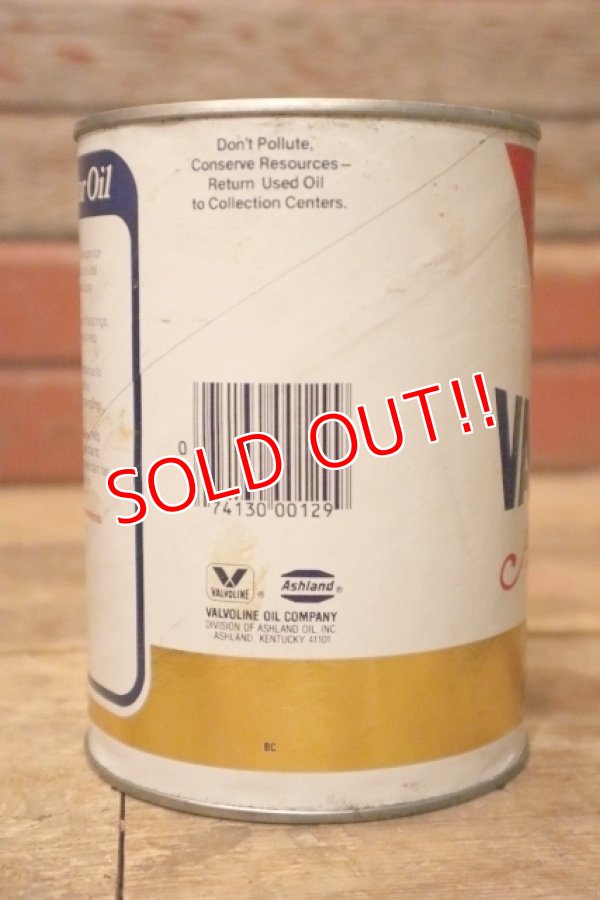 Don't Pollute,
Conserve Resources—
Return Used Oil
to Collection Centers.
r Oil
SOLD OUT!!
VA
0
74130 00129
VALVOLINE ®
Ashland ®
VALVOLINE OIL COMPANY
DIVISION OF ASHLAND OIL, INC.
ASHLAND, KENTUCKY 41101
BC